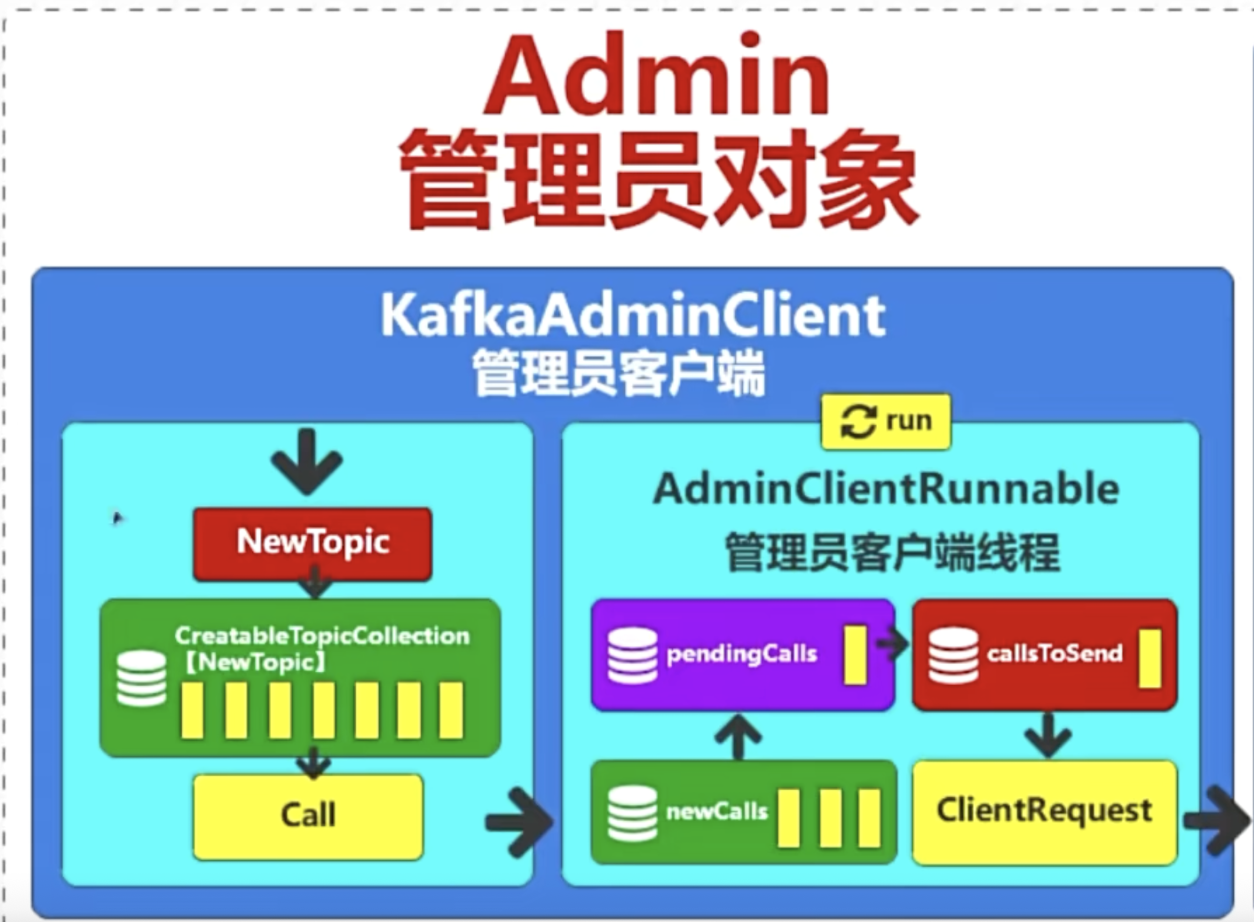 Admin
管理员对象
KafkaAdminClient
管理员客户端
NewTopic
CreatableTopicCollection
【NewTopic】
Call
run
AdminClientRunnable
管理员客户端线程
pendingCalls
callsToSend
newCalls
ClientRequest